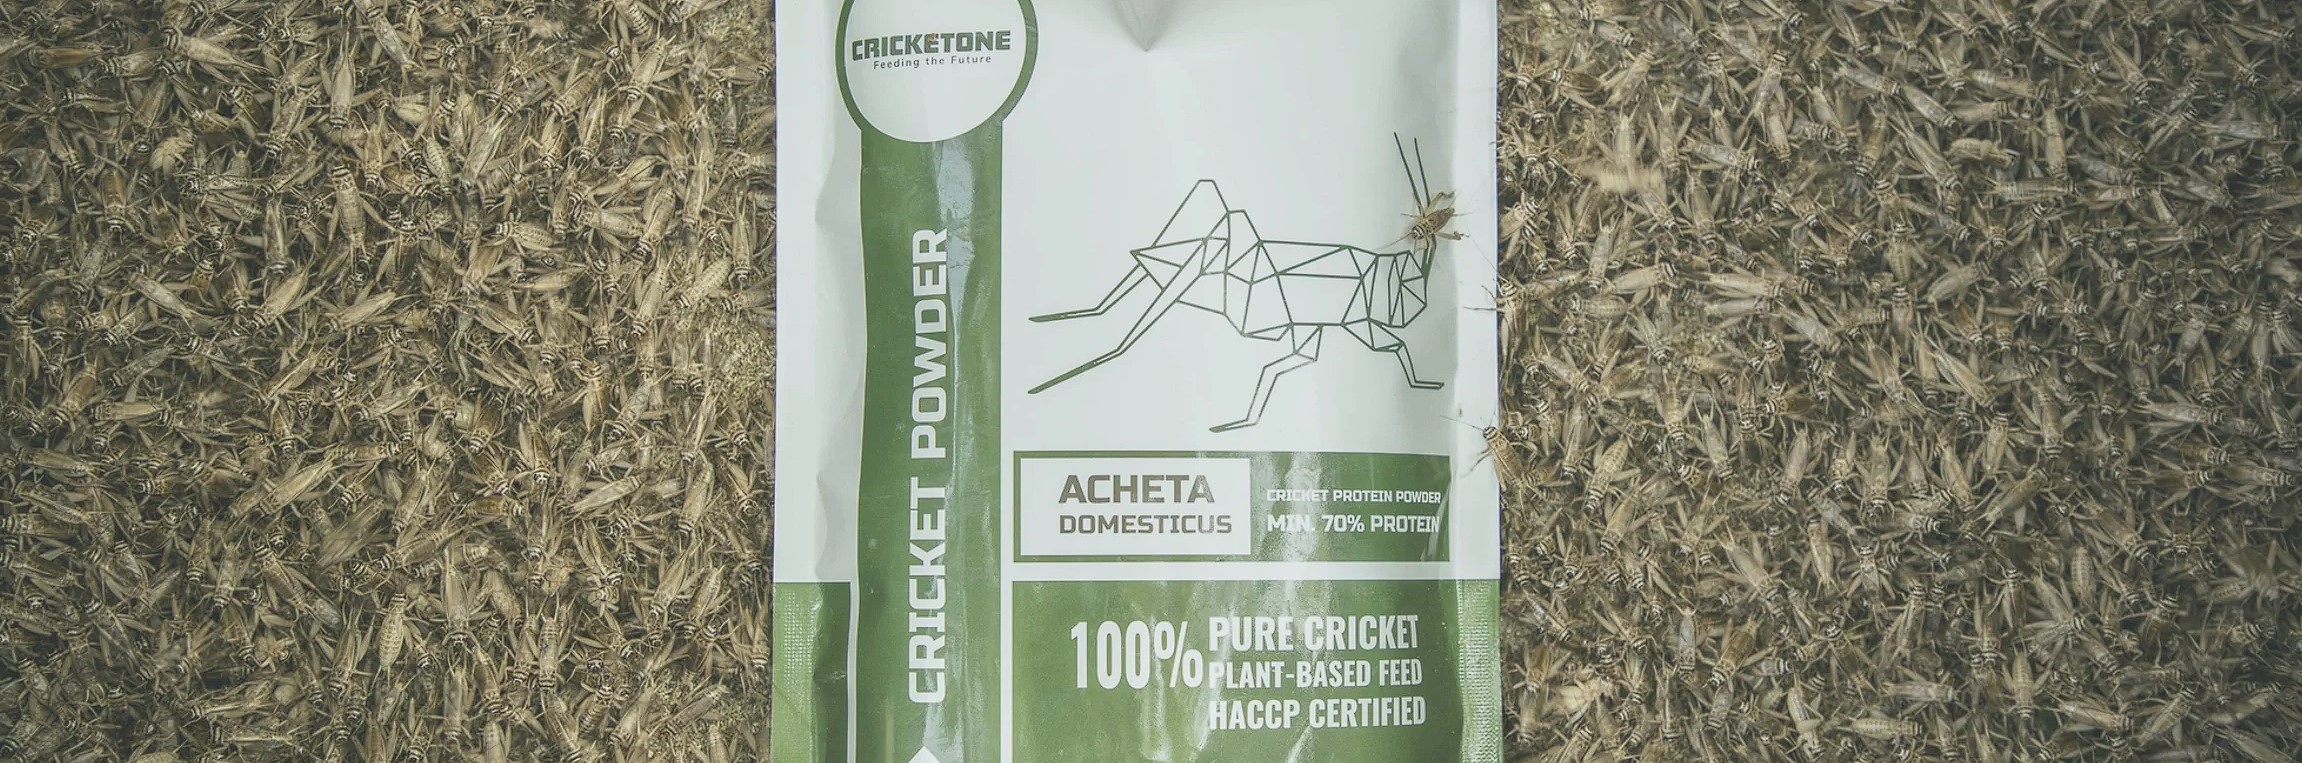 CRICKETONE
Feeding the Future
CRICKET POWDER
ACHETA
DOMESTICUS
CRICKET PROTEIN POWDER
MIN. 70% PROTEIN
100% PURE CRICKET
PLANT-BASED FEED
HACCP CERTIFIED